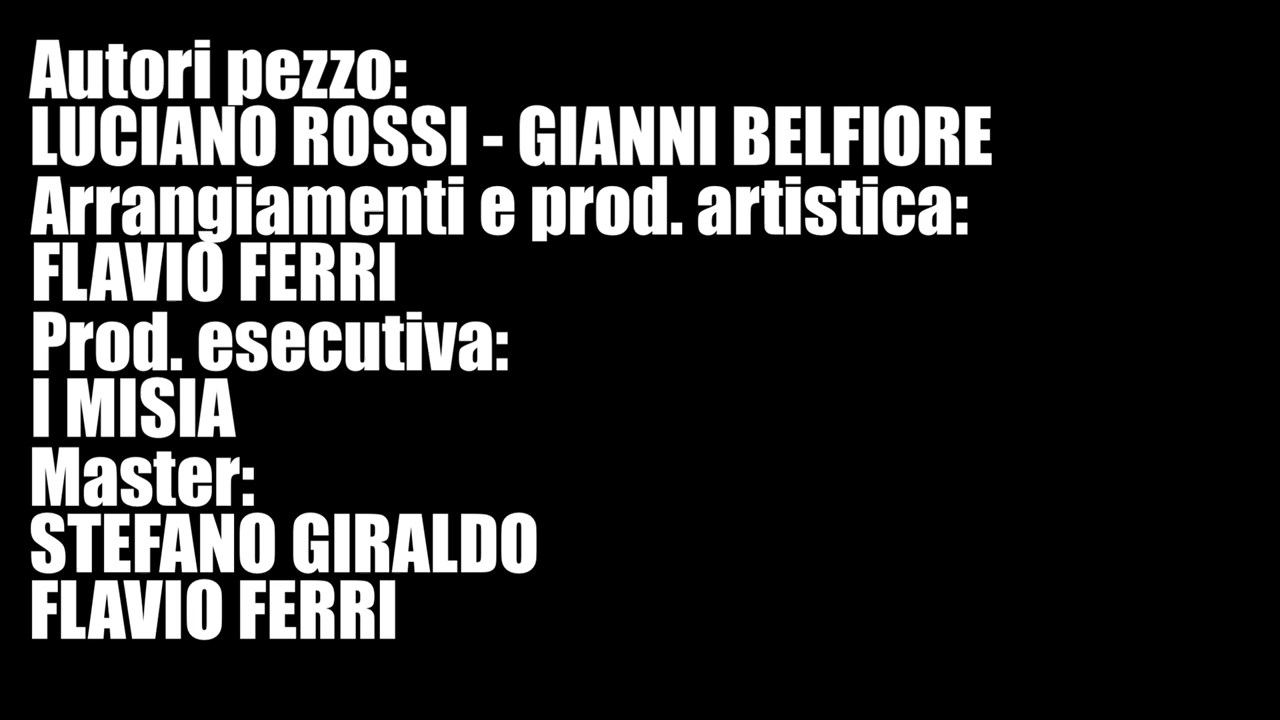 Autori pezzo:
LUCIANO ROSSI - GIANNI BELFIORE
Arrangiamenti e prod. artistica:
FLAVIO FERRI
Prod. esecutiva:
I MISIA
Master:
STEFANO GIRALDO
FLAVIO FERRI